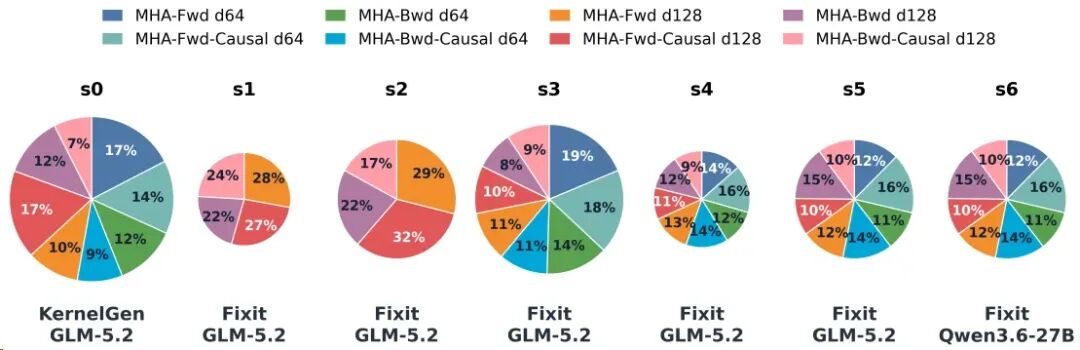 MHA-Fwd d64 MHA-Bwd d64 MHA-Fwd d128 MHA-Bwd d128
MHA-Fwd-Causal d64 MHA-Bwd-Causal d64 MHA-Fwd-Causal d128 MHA-Bwd-Causal d128
s0 s1 s2 s3 s4 s5 s6
17% 14% 12% 9% 10% 17% 12% 7%
28% 27% 22% 24%
29% 32% 22% 17%
19% 18% 14% 11% 11% 10% 8% 9%
14% 16% 12% 14% 13% 11% 12% 9%
12% 16% 11% 14% 12% 10% 15% 10%
12% 16% 11% 14% 12% 10% 15% 10%
KernelGen Fixit Fixit Fixit Fixit Fixit Fixit
GLM-5.2 GLM-5.2 GLM-5.2 GLM-5.2 GLM-5.2 GLM-5.2 Qwen3.6-27B